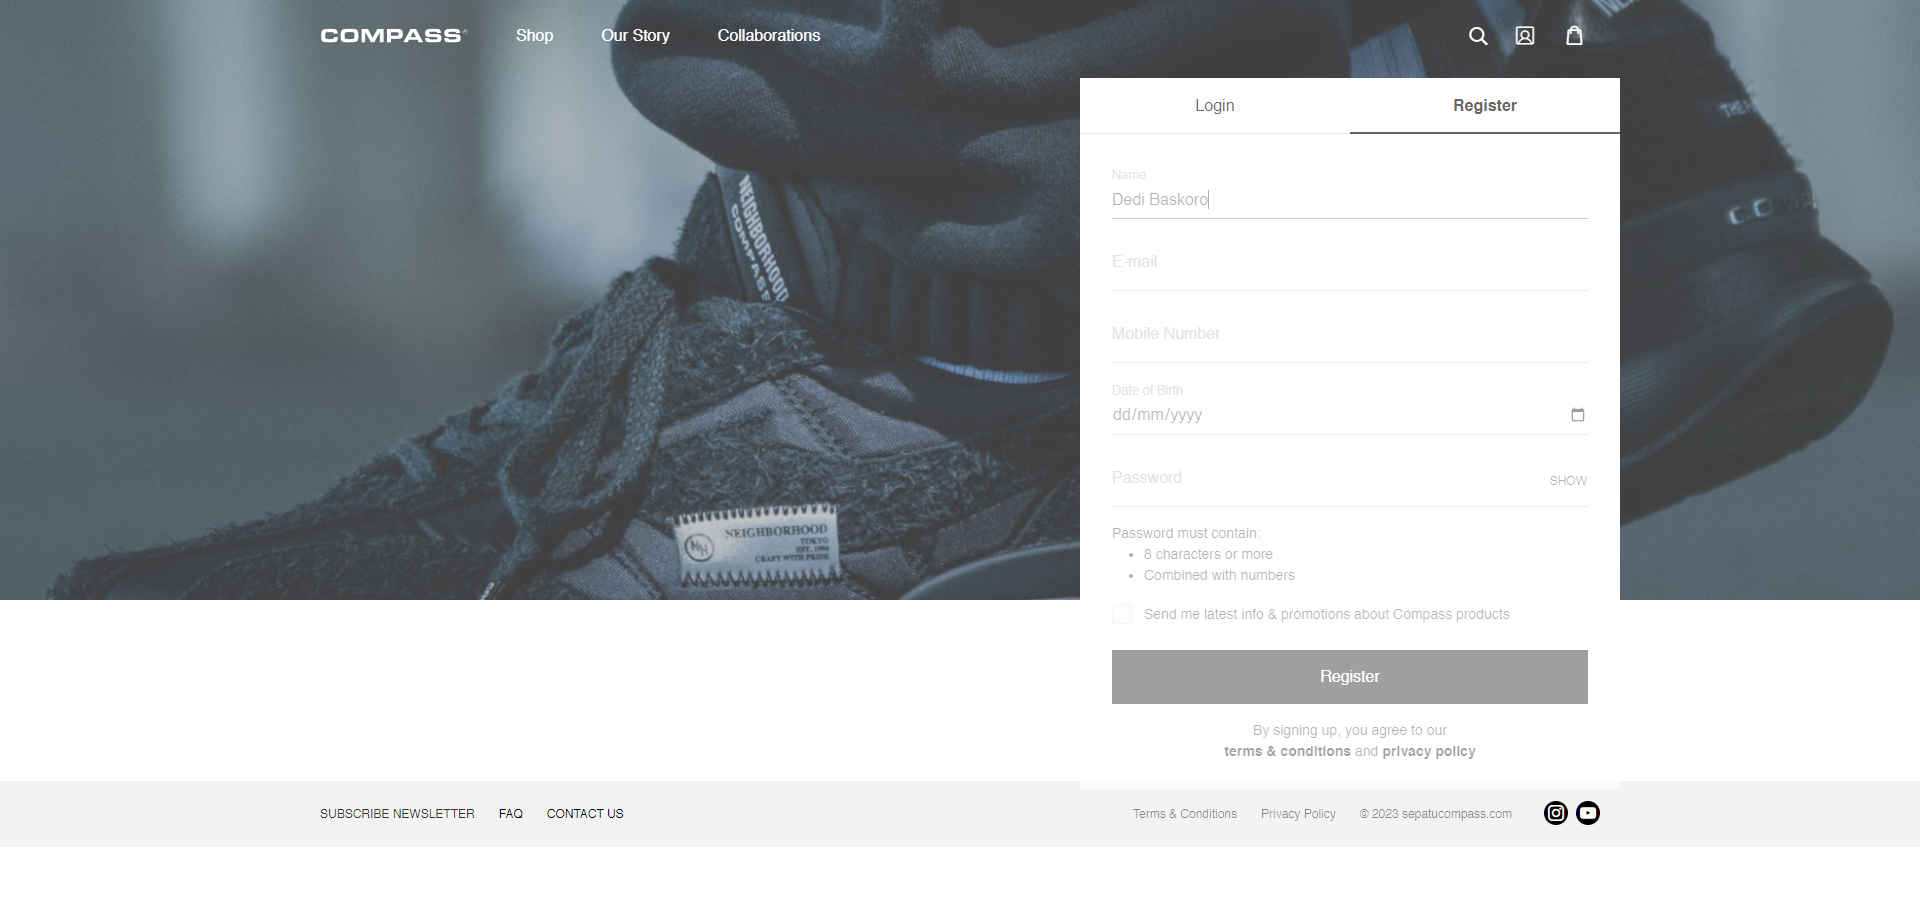 COMPASS
Shop
Our Story
Collaborations
Login
Register
Name
Dedi Baskoro
E-mail
Mobile Number
Date of Birth
dd/mm/yyyy
Password
SHOW
Password must contain:
• 8 characters or more
• Combined with numbers
Send me latest info & promotions about Compass products
Register
By signing up, you agree to our
terms & conditions and privacy policy
NEIGHBORHOOD
COMPASS
NEIGHBORHOOD
TOKYO
EST. 1994
CRAFT WITH PRIDE
NH
THE
COMPA
SUBSCRIBE NEWSLETTER
FAQ
CONTACT US
Terms & Conditions
Privacy Policy
© 2023 sepatucompass.com